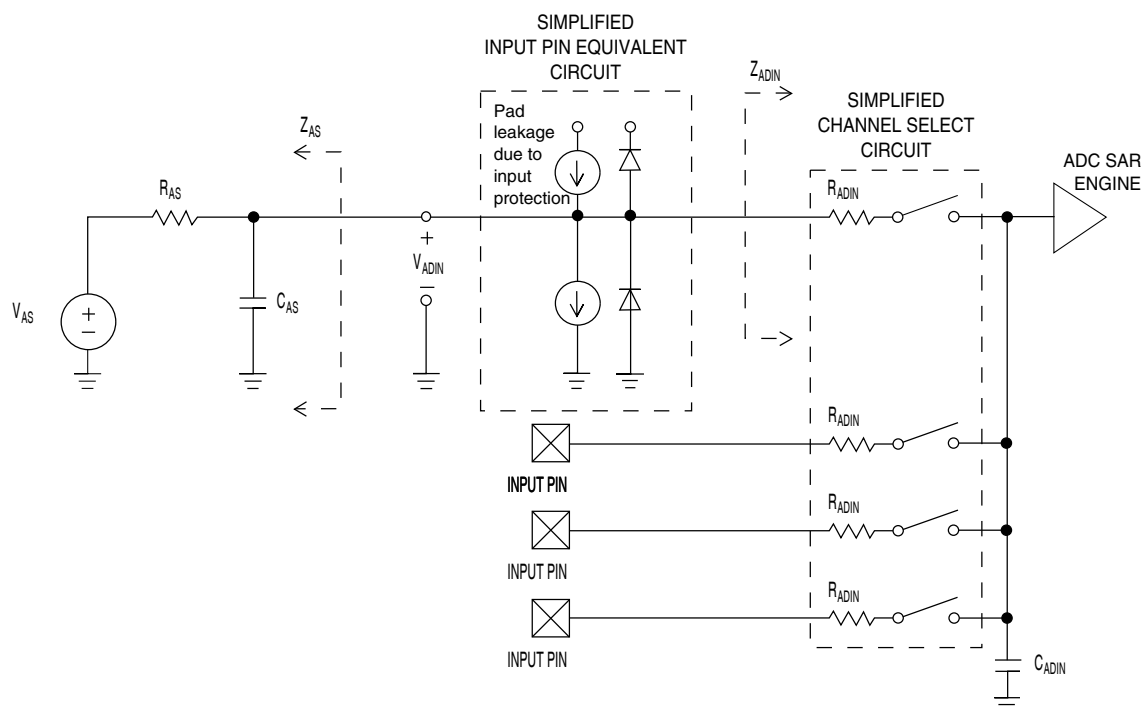 SIMPLIFIED
INPUT PIN EQUIVALENT
CIRCUIT
Pad
leakage
due to
input
protection
ZADIN
SIMPLIFIED
CHANNEL SELECT
CIRCUIT
ADC SAR
ENGINE
ZAS
RAS
RADIN
+
VADIN
–
CAS
VAS
+
–
RADIN
INPUT PIN
RADIN
INPUT PIN
RADIN
INPUT PIN
CADIN